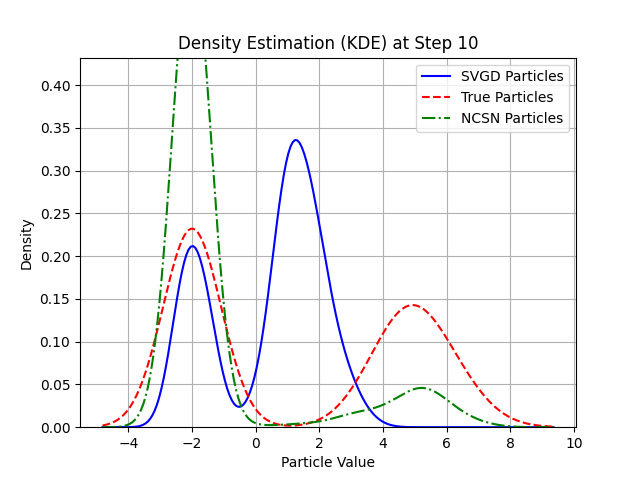 Density Estimation (KDE) at Step 10
SVGD Particles
True Particles
NCSN Particles
Density
0.40
0.35
0.30
0.25
0.20
0.15
0.10
0.05
0.00
−4
−2
0
2
4
6
8
10
Particle Value